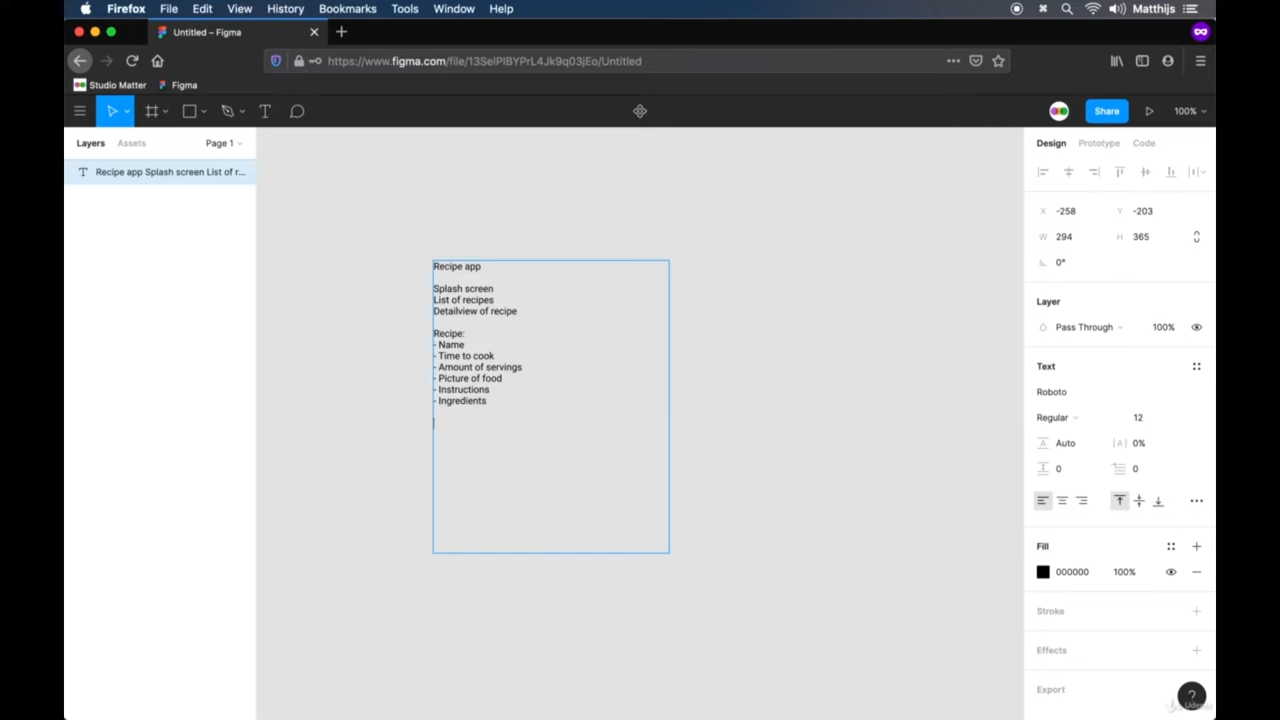 Firefox File Edit View History Bookmarks Tools Window Help Matthijs
Untitled – Figma
https://www.figma.com/file/13SelPlBYPrL4Jk9q03jEo/Untitled
Studio Matter Figma
Share 100%
Layers Assets Page 1
Design Prototype Code
Recipe app Splash screen List of r...
X -258 Y -203
W 294 H 365
0°
Recipe app
Splash screen
List of recipes
Detailview of recipe
Recipe:
- Name
- Time to cook
- Amount of servings
- Picture of food
- Instructions
- Ingredients
Layer
Pass Through 100%
Text
Roboto
Regular 12
A Auto |A| 0%
0 0
Fill
000000 100%
Stroke
Effects
Export
?
Udemy